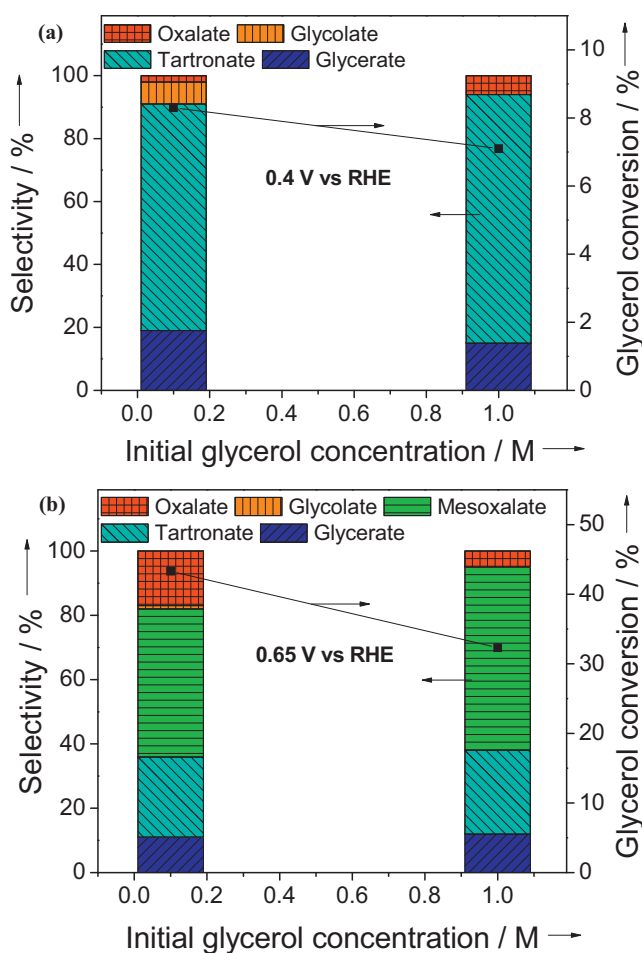 (a)
Oxalate Glycolate
Tartronate Glycerate
100
80
60
40
20
0
Selectivity / %
10
8
6
4
2
0
Glycerol conversion / %
0.4 V vs RHE
0.0 0.2 0.4 0.6 0.8 1.0
Initial glycerol concentration / M
(b)
Oxalate Glycolate Mesoxalate
Tartronate Glycerate
100
80
60
40
20
0
Selectivity / %
50
40
30
20
10
0
Glycerol conversion / %
0.65 V vs RHE
0.0 0.2 0.4 0.6 0.8 1.0
Initial glycerol concentration / M